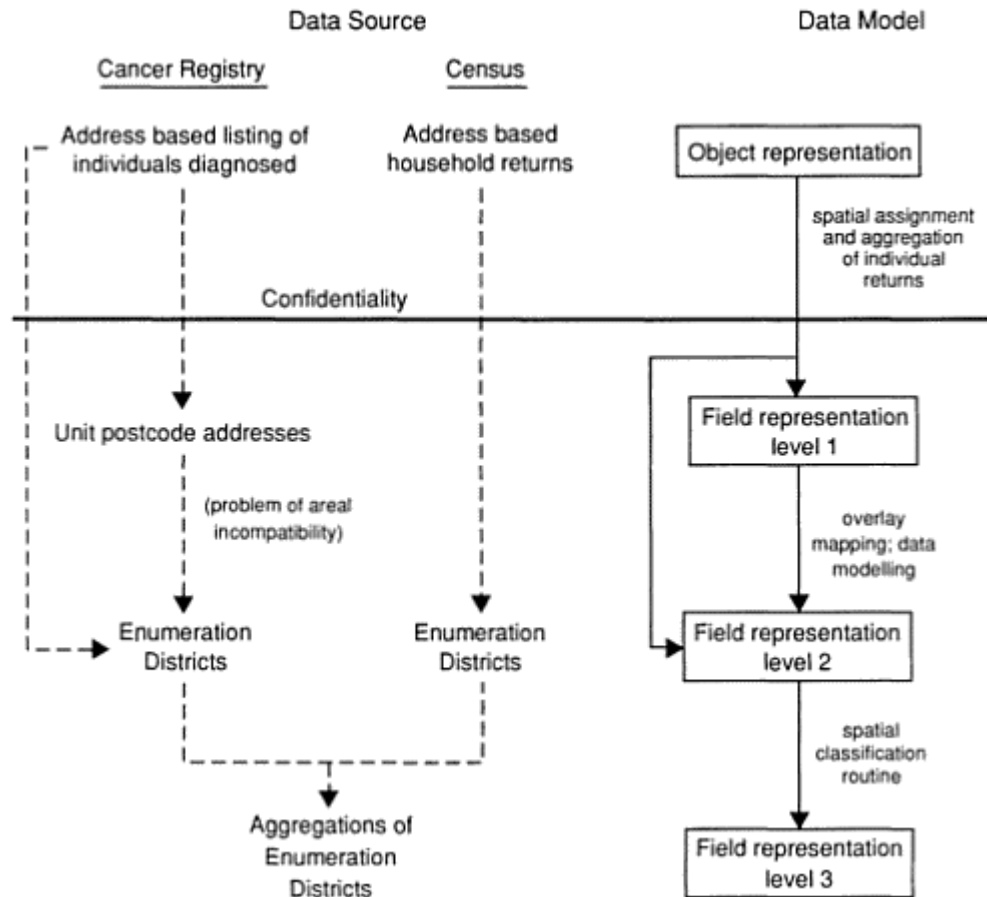 Data Source
Data Model
Cancer Registry
Census
Address based listing of
individuals diagnosed
Address based
household returns
Object representation
spatial assignment
and aggregation
of individual
returns
Confidentiality
Unit postcode addresses
Field representation
level 1
(problem of areal
incompatibility)
overlay
mapping; data
modelling
Enumeration
Districts
Enumeration
Districts
Field representation
level 2
spatial
classification
routine
Aggregations of
Enumeration
Districts
Field representation
level 3